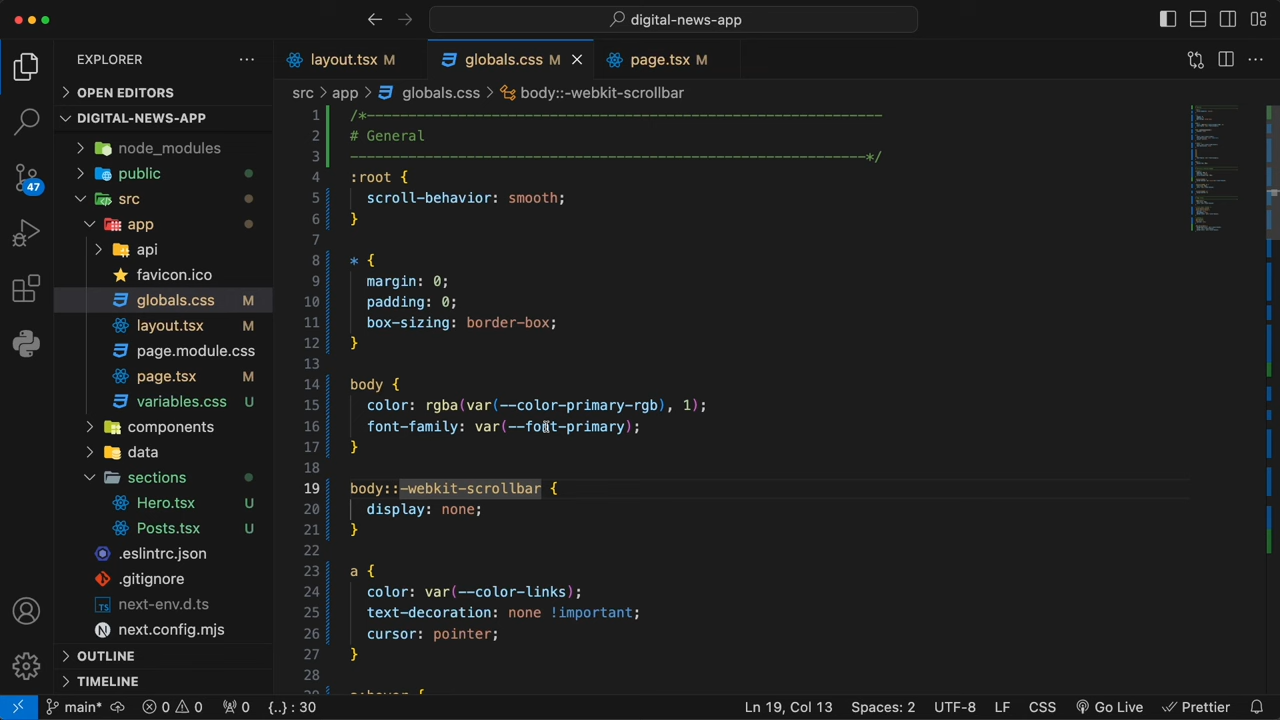 digital-news-app
EXPLORER
layout.tsx M
globals.css M
page.tsx M
OPEN EDITORS
src > app > globals.css > body::-webkit-scrollbar
DIGITAL-NEWS-APP
node_modules
public
src
app
api
favicon.ico
globals.css M
layout.tsx M
page.module.css
page.tsx M
variables.css U
components
data
sections
Hero.tsx U
Posts.tsx U
.eslintrc.json
.gitignore
next-env.d.ts
next.config.mjs
OUTLINE
TIMELINE
47
1 /*---------------------------------------------------------------
2 # General
3 ---------------------------------------------------------------*/
4 :root {
5 scroll-behavior: smooth;
6 }
7
8 * {
9 margin: 0;
10 padding: 0;
11 box-sizing: border-box;
12 }
13
14 body {
15 color: rgba(var(--color-primary-rgb), 1);
16 font-family: var(--font-primary);
17 }
18
19 body::-webkit-scrollbar {
20 display: none;
21 }
22
23 a {
24 color: var(--color-links);
25 text-decoration: none !important;
26 cursor: pointer;
27 }
28
main* 0 0 0 {..} : 30 Ln 19, Col 13 Spaces: 2 UTF-8 LF CSS Go Live Prettier